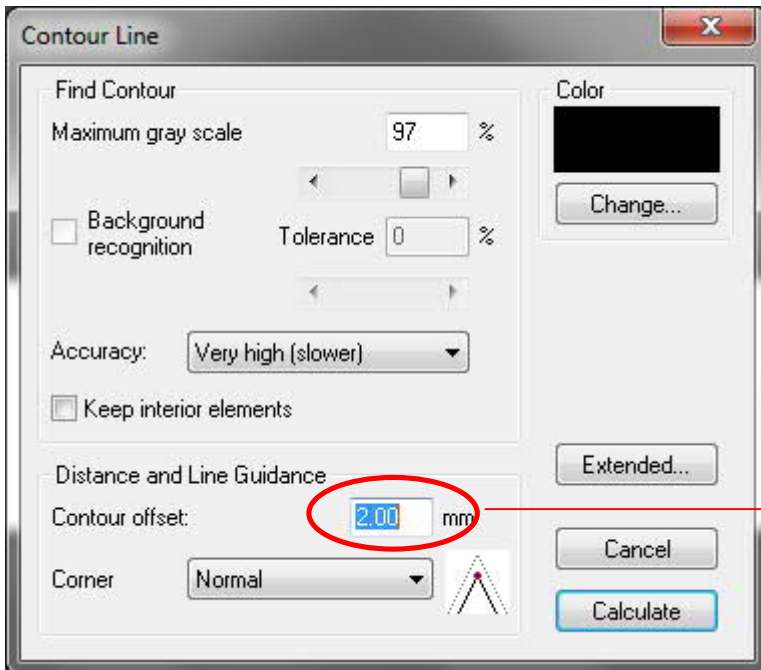 Contour Line
Find Contour
Maximum gray scale 97 %
Background recognition
Tolerance 0 %
Accuracy: Very high (slower)
Keep interior elements
Distance and Line Guidance
Contour offset: 2.00 mm
Corner Normal
Color
Change...
Extended...
Cancel
Calculate